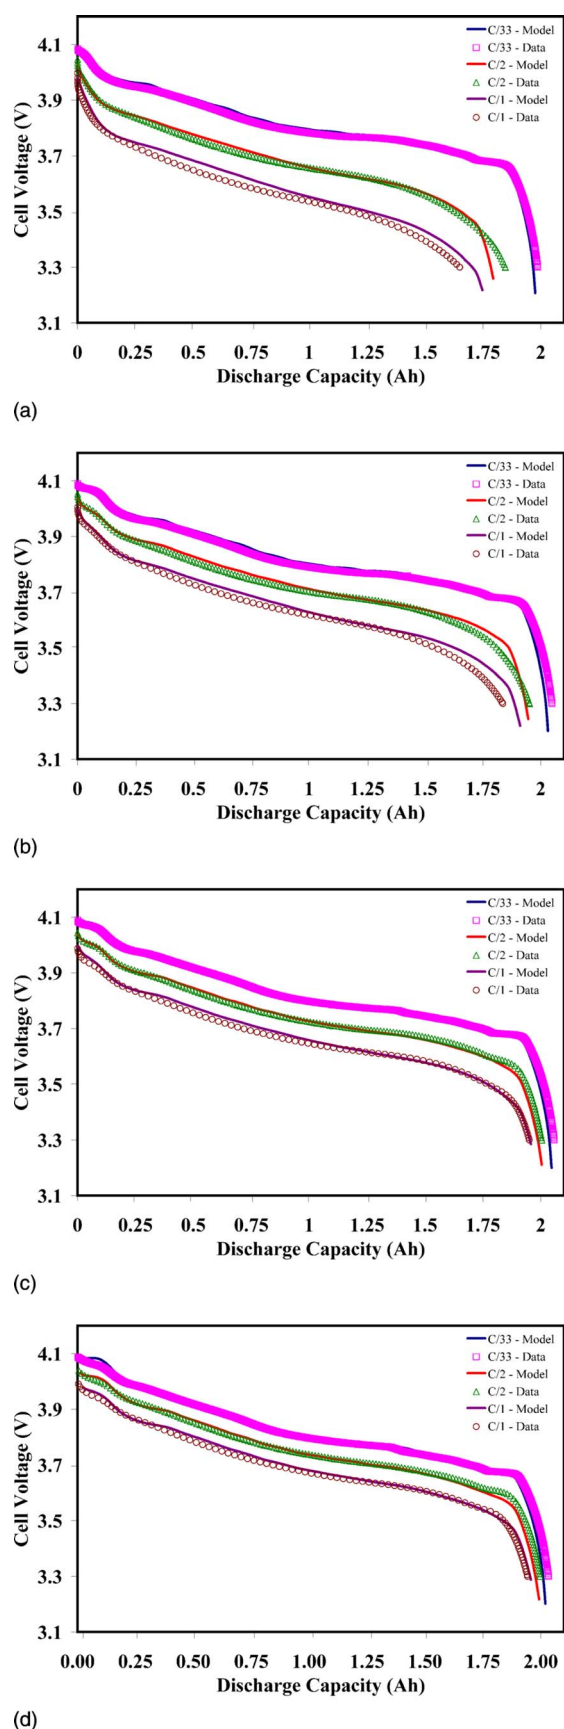 C/33 - Model
C/33 - Data
C/2 - Model
C/2 - Data
C/1 - Model
C/1 - Data
Cell Voltage (V)
4.1
3.9
3.7
3.5
3.3
3.1
0 0.25 0.5 0.75 1 1.25 1.5 1.75 2
Discharge Capacity (Ah)
(a)
C/33 - Model
C/33 - Data
C/2 - Model
C/2 - Data
C/1 - Model
C/1 - Data
Cell Voltage (V)
4.1
3.9
3.7
3.5
3.3
3.1
0 0.25 0.5 0.75 1 1.25 1.5 1.75 2
Discharge Capacity (Ah)
(b)
C/33 - Model
C/33 - Data
C/2 - Model
C/2 - Data
C/1 - Model
C/1 - Data
Cell Voltage (V)
4.1
3.9
3.7
3.5
3.3
3.1
0 0.25 0.5 0.75 1 1.25 1.5 1.75 2
Discharge Capacity (Ah)
(c)
C/33 - Model
C/33 - Data
C/2 - Model
C/2 - Data
C/1 - Model
C/1 - Data
Cell Voltage (V)
4.1
3.9
3.7
3.5
3.3
3.1
0.00 0.25 0.50 0.75 1.00 1.25 1.50 1.75 2.00
Discharge Capacity (Ah)
(d)